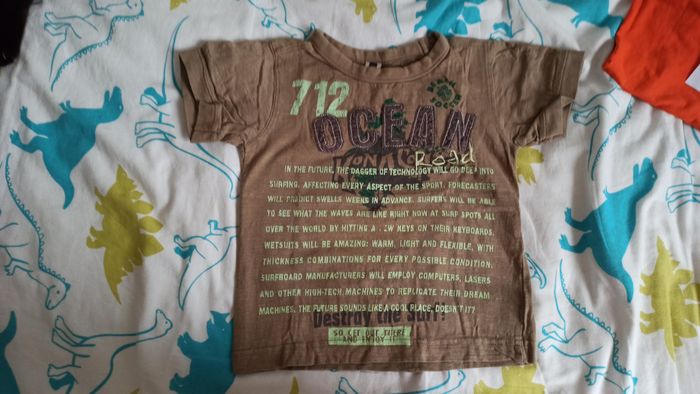 712
OCEAN
Road
IN THE FUTURE, THE DAGGER OF TECHNOLOGY WILL GO DEEP INTO
SURFING, AFFECTING EVERY ASPECT OF THE SPORT. FORECASTERS
WILL PREDICT SWELLS WEEKS IN ADVANCE. SURFERS WILL BE ABLE
TO SEE WHAT THE WAVES ARE LIKE RIGHT NOW AT SURF SPOTS ALL
OVER THE WORLD BY HITTING A KEYS ON THEIR KEYBOARDS.
WETSUITS WILL BE AMAZING: WARM, LIGHT AND FLEXIBLE, WITH
THICKNESS COMBINATIONS FOR EVERY POSSIBLE CONDITION.
SURFBOARD MANUFACTURERS WILL EMPLOY COMPUTERS, LASERS
AND OTHER HIGH-TECH MACHINES TO REPLICATE THEIR DREAM
MACHINES. THE FUTURE SOUNDS LIKE A COOL PLACE, DOESN'T IT?
Destroy the Surf!
SO GET OUT THERE
AND ENJOY IT